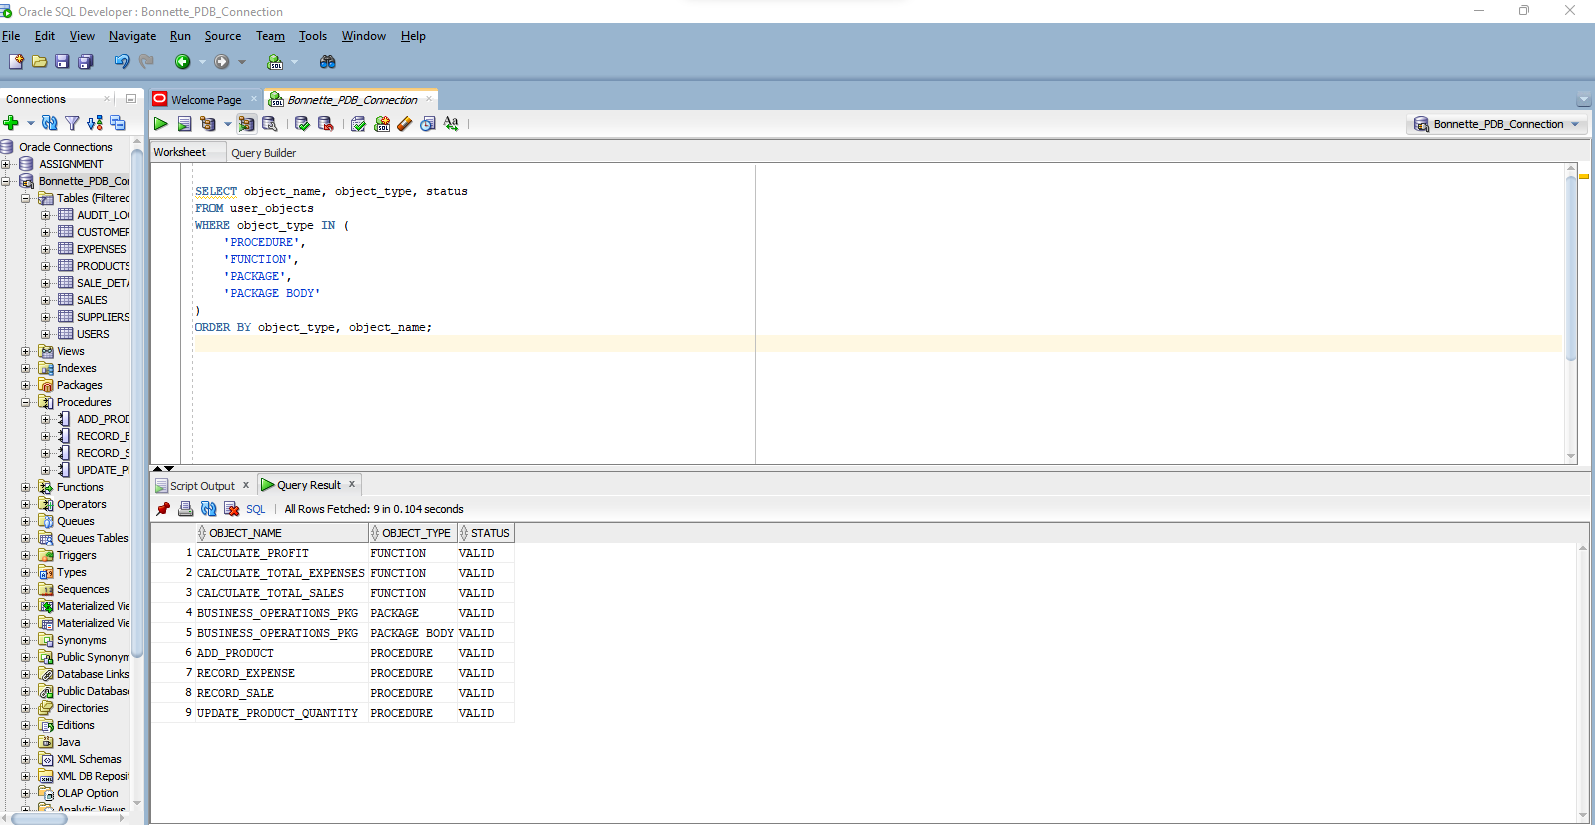 Oracle SQL Developer : Bonnette_PDB_Connection
File Edit View Navigate Run Source Team Tools Window Help
Connections
Welcome Page
Bonnette_PDB_Connection
Bonnette_PDB_Connection
Oracle Connections
ASSIGNMENT
Bonnette_PDB_Co
Tables (Filtered
AUDIT_LO
CUSTOMER
EXPENSES
PRODUCTS
SALE_DETA
SALES
SUPPLIERS
USERS
Views
Indexes
Packages
Procedures
ADD_PROD
RECORD_E
RECORD_S
UPDATE_P
Functions
Operators
Queues
Queues Tables
Triggers
Types
Sequences
Materialized Vie
Materialized Vie
Synonyms
Public Synonym
Database Links
Public Database
Directories
Editions
Java
XML Schemas
XML DB Reposit
OLAP Option
Analytic Views
Worksheet Query Builder
SELECT object_name, object_type, status
FROM user_objects
WHERE object_type IN (
'PROCEDURE',
'FUNCTION',
'PACKAGE',
'PACKAGE BODY'
)
ORDER BY object_type, object_name;
Script Output Query Result
SQL All Rows Fetched: 9 in 0.104 seconds
OBJECT_NAME OBJECT_TYPE STATUS
1 CALCULATE_PROFIT FUNCTION VALID
2 CALCULATE_TOTAL_EXPENSES FUNCTION VALID
3 CALCULATE_TOTAL_SALES FUNCTION VALID
4 BUSINESS_OPERATIONS_PKG PACKAGE VALID
5 BUSINESS_OPERATIONS_PKG PACKAGE BODY VALID
6 ADD_PRODUCT PROCEDURE VALID
7 RECORD_EXPENSE PROCEDURE VALID
8 RECORD_SALE PROCEDURE VALID
9 UPDATE_PRODUCT_QUANTITY PROCEDURE VALID